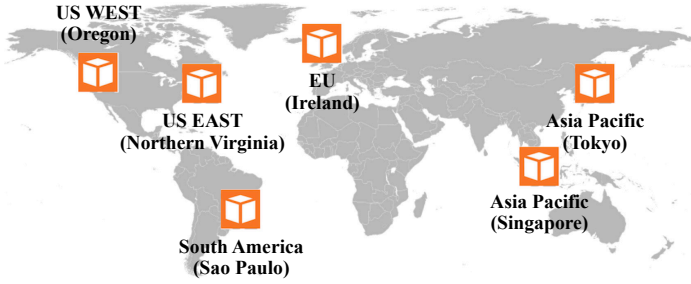 US WEST
(Oregon)
US EAST
(Northern Virginia)
EU
(Ireland)
Asia Pacific
(Tokyo)
Asia Pacific
(Singapore)
South America
(Sao Paulo)